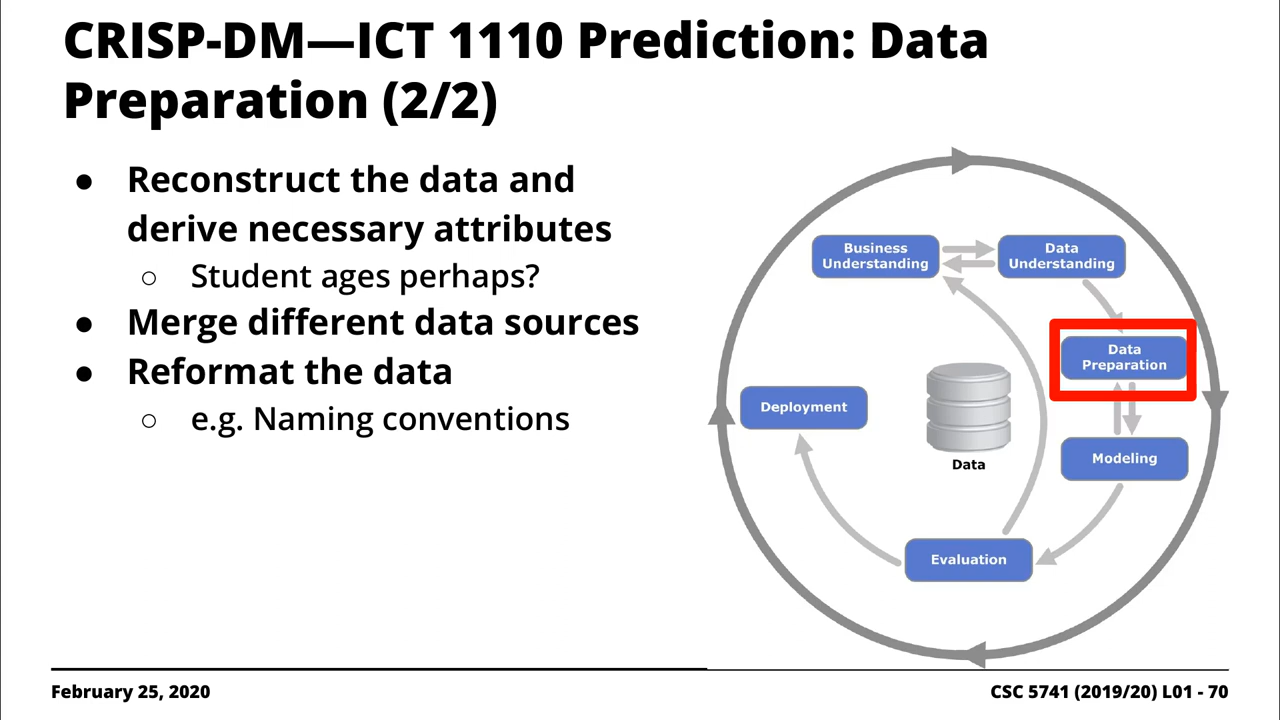 CRISP-DM—ICT 1110 Prediction: Data
Preparation (2/2)
● Reconstruct the data and
derive necessary attributes
○ Student ages perhaps?
● Merge different data sources
● Reformat the data
○ e.g. Naming conventions
Business
Understanding
Data
Understanding
Data
Preparation
Modeling
Evaluation
Deployment
Data
February 25, 2020
CSC 5741 (2019/20) L01 - 70